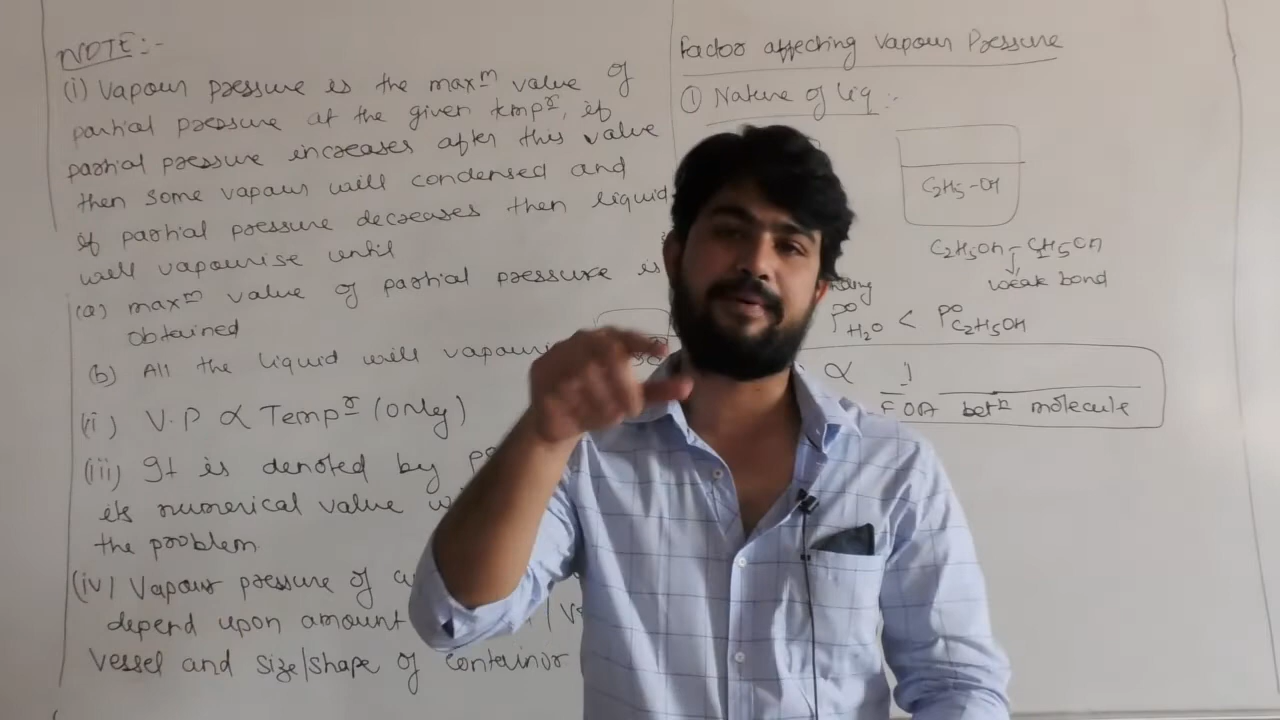 NOTE:-
(i) Vapour pressure is the max^m value of
partial pressure at the given temp^r, if
partial pressure increases after this value
then some vapour will condensed and
if partial pressure decreases then liquid
will vapourise until
(a) max^m value of partial pressure is
obtained
(b) All the liquid will
(ii) V.P ∝ Temp^r (only)
(iii) It is denoted by
its numerical value
the problem
(iv) Vapour pressure of
depend upon amount
vessel and size/shape of container
Factor affecting Vapour Pressure
① Nature of liq :-
C2H5-OH
C2H5OH - C2H5OH
weak bond
P°H2O < P°C2H5OH
∝ 1
FOA betⁿ molecule